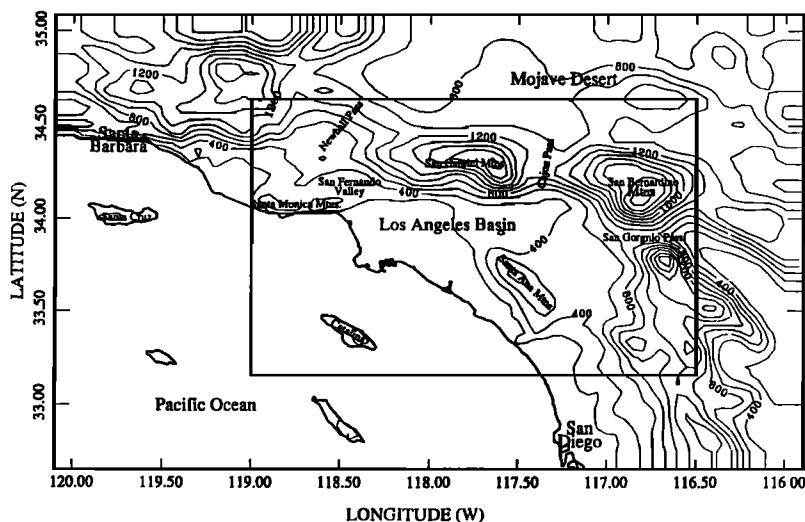 35.00
1200
800
Mojave Desert
800
1200
34.50
Newhall Pass
800
Santa
Barbara
400
1200
San Gabriel Mtns
Cajon Pass
1200
San Fernando
Valley
400
800
San Bernardino
Mtns
34.00
Santa Cruz
Santa Monica Mtns
Los Angeles Basin
400
San Gorgonio Pass
LATITUDE (N)
Santa Ana Mtns
400
33.50
Catalina
400
800
Pacific Ocean
33.00
800
400
San
Diego
120.00 119.50 119.00 118.50 118.00 117.50 117.00 116.50 116.00
LONGITUDE (W)